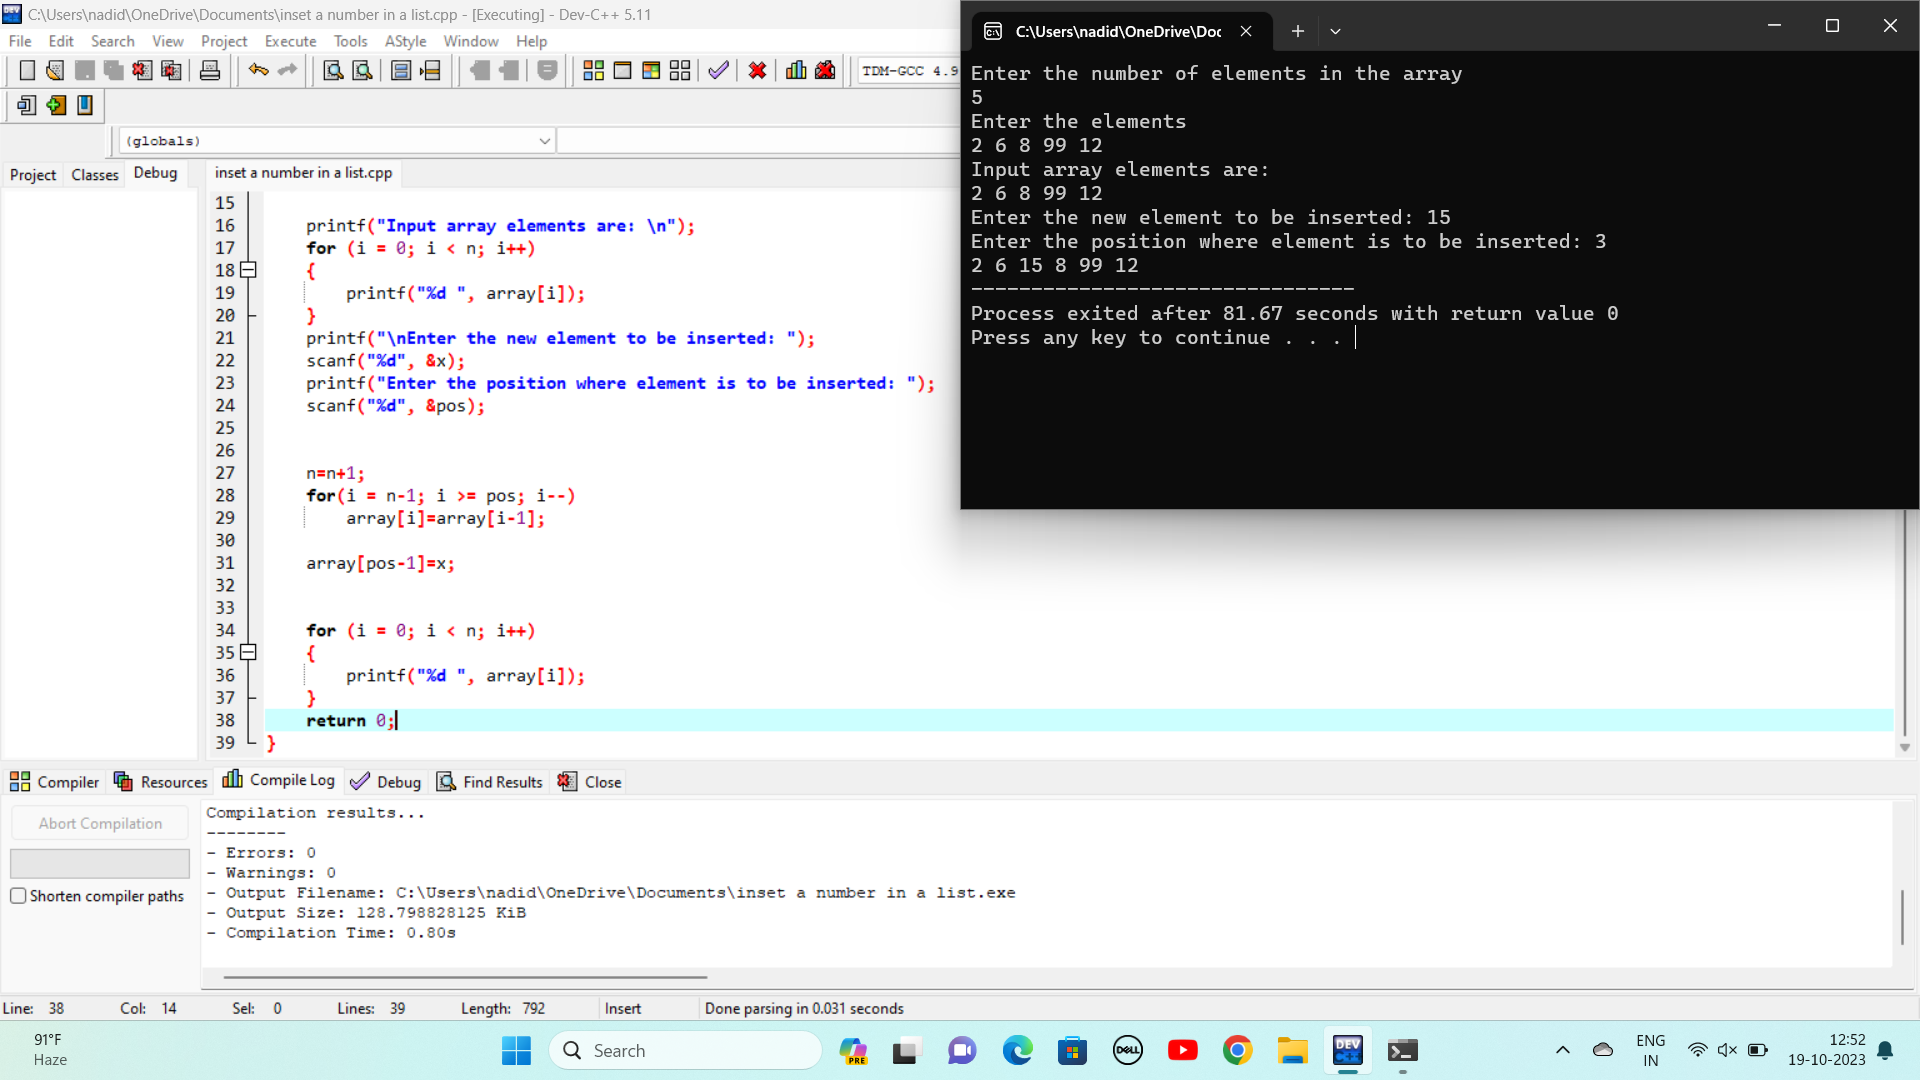 C:\Users\nadid\OneDrive\Documents\inset a number in a list.cpp - [Executing] - Dev-C++ 5.11
File Edit Search View Project Execute Tools AStyle Window Help
TDM-GCC 4.9
(globals)
Project Classes Debug
inset a number in a list.cpp
15
16 printf("Input array elements are: \n");
17 for (i = 0; i < n; i++)
18 {
19 printf("%d ", array[i]);
20 }
21 printf("\nEnter the new element to be inserted: ");
22 scanf("%d", &x);
23 printf("Enter the position where element is to be inserted: ");
24 scanf("%d", &pos);
25
26
27 n=n+1;
28 for(i = n-1; i >= pos; i--)
29 array[i]=array[i-1];
30
31 array[pos-1]=x;
32
33
34 for (i = 0; i < n; i++)
35 {
36 printf("%d ", array[i]);
37 }
38 return 0;
39 }
C:\Users\nadid\OneDrive\Doc
Enter the number of elements in the array
5
Enter the elements
2 6 8 99 12
Input array elements are:
2 6 8 99 12
Enter the new element to be inserted: 15
Enter the position where element is to be inserted: 3
2 6 15 8 99 12
--------------------------------
Process exited after 81.67 seconds with return value 0
Press any key to continue . . .
Compiler Resources Compile Log Debug Find Results Close
Abort Compilation
Shorten compiler paths
Compilation results...
--------
- Errors: 0
- Warnings: 0
- Output Filename: C:\Users\nadid\OneDrive\Documents\inset a number in a list.exe
- Output Size: 128.798828125 KiB
- Compilation Time: 0.80s
Line: 38 Col: 14 Sel: 0 Lines: 39 Length: 792 Insert Done parsing in 0.031 seconds
91°F
Haze
Search
PRE
DELL
DEV
C++
ENG
IN
12:52
19-10-2023